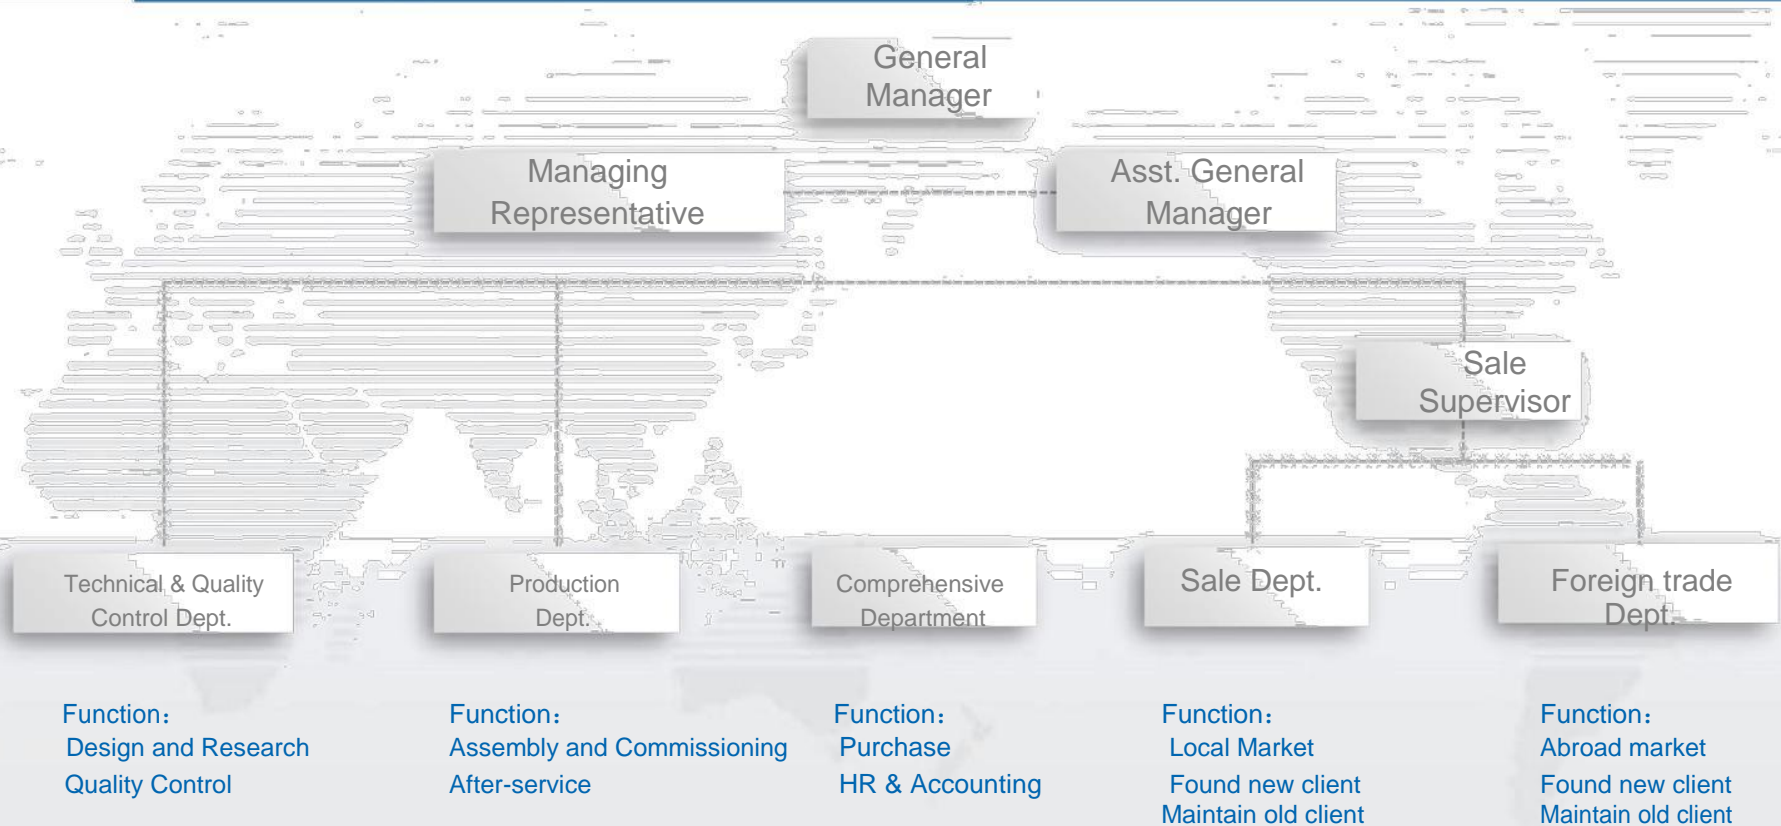 General
Manager
Managing
Representative
Asst. General
Manager
Sale
Supervisor
Technical & Quality
Control Dept.
Production
Dept.
Comprehensive
Department
Sale Dept.
Foreign trade
Dept.
Function：
Design and Research
Quality Control
Function：
Assembly and Commissioning
After-service
Function：
Purchase
HR & Accounting
Function：
Local Market
Found new client
Maintain old client
Function：
Abroad market
Found new client
Maintain old client